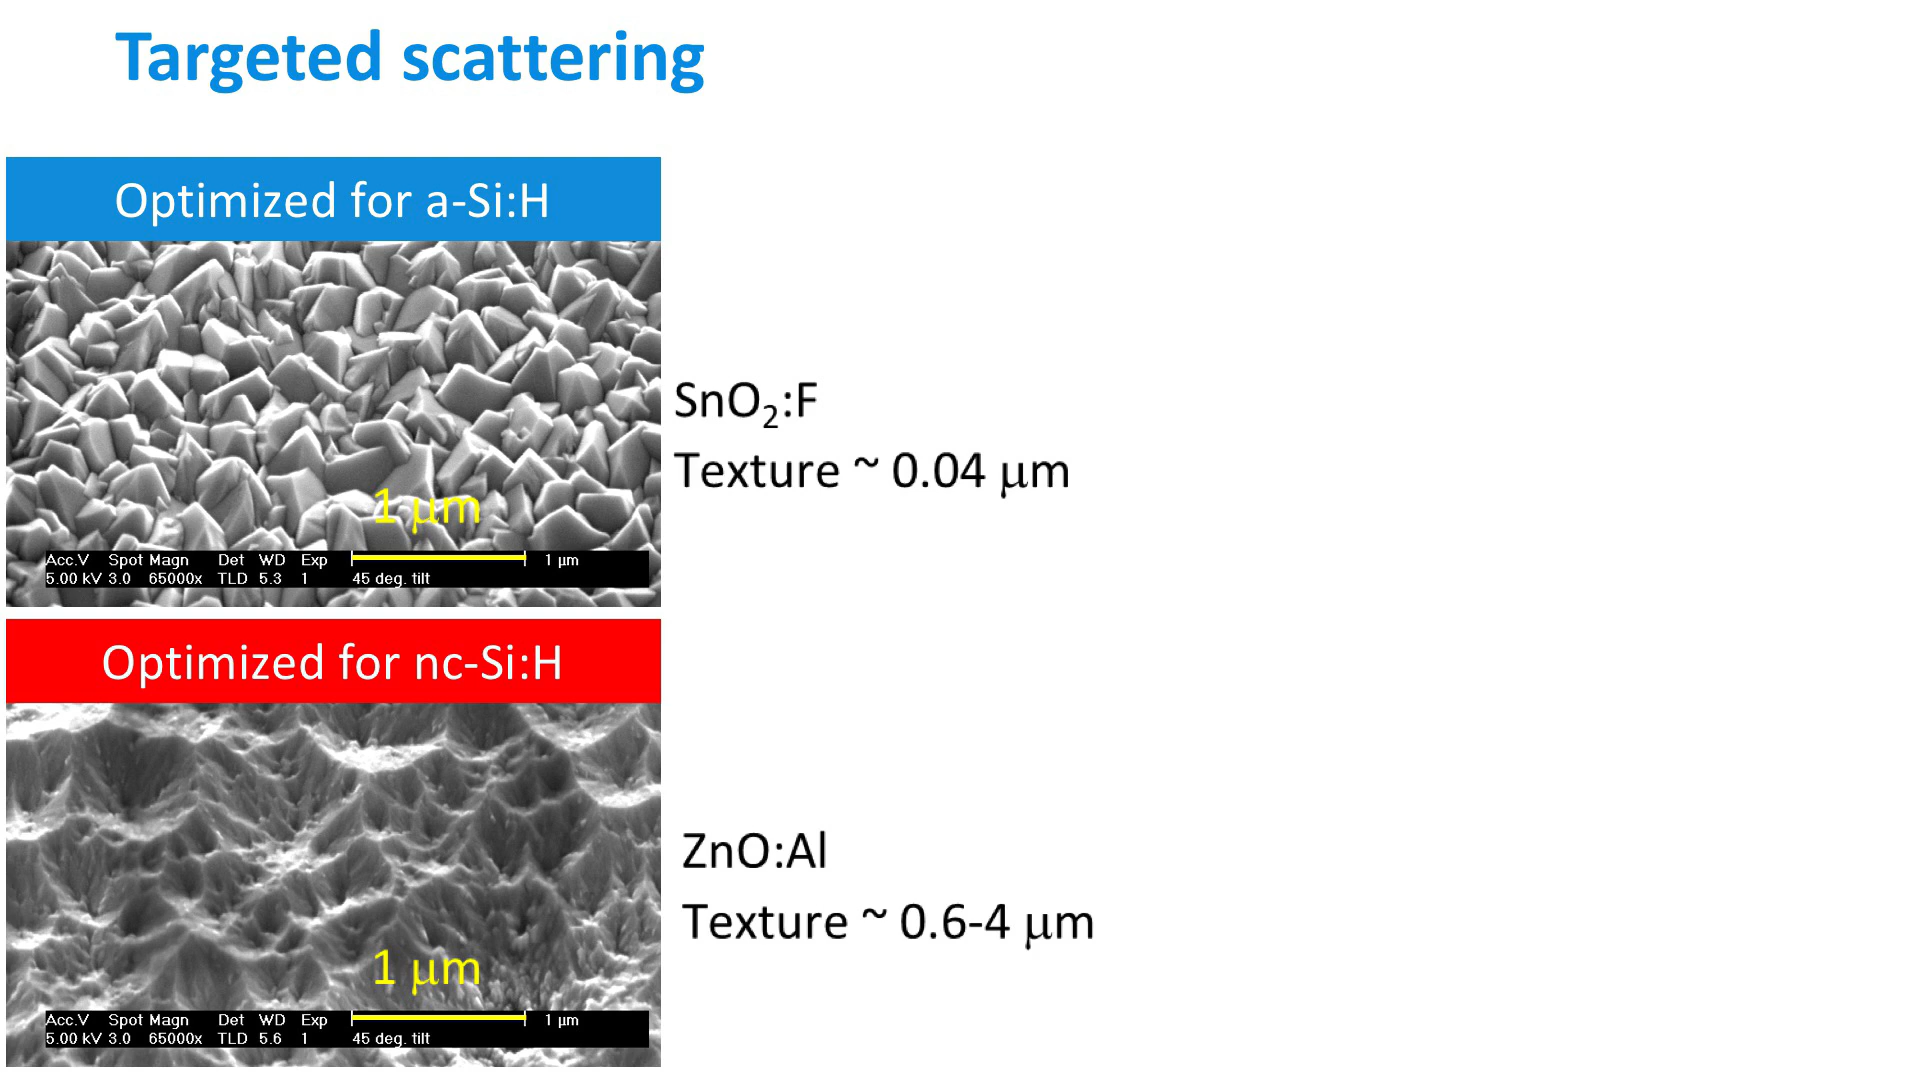 Targeted scattering
Optimized for a-Si:H
SnO₂:F
Texture ~ 0.04 μm
1 μm
Acc.V Spot Magn Det WD Exp 1 μm
5.00 kV 3.0 65000x TLD 5.3 1 45 deg. tilt
Optimized for nc-Si:H
ZnO:Al
Texture ~ 0.6-4 μm
1 μm
Acc.V Spot Magn Det WD Exp 1 μm
5.00 kV 3.0 65000x TLD 5.6 1 45 deg. tilt